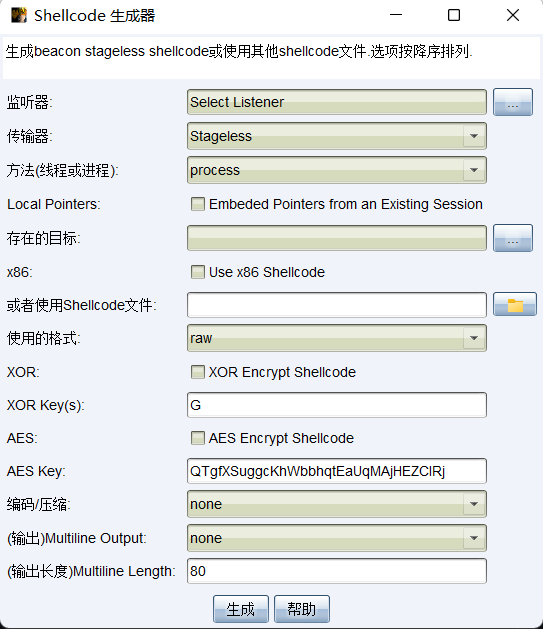 Shellcode 生成器
生成beacon stageless shellcode或使用其他shellcode文件.选项按降序排列.
监听器: Select Listener ...
传输器: Stageless
方法(线程或进程): process
Local Pointers: Embeded Pointers from an Existing Session
存在的目标: ...
x86: Use x86 Shellcode
或者使用Shellcode文件:
使用的格式: raw
XOR: XOR Encrypt Shellcode
XOR Key(s): G
AES: AES Encrypt Shellcode
AES Key: QTgfXSuggcKhWbbhqtEaUqMAjHEZClRj
编码/压缩: none
(输出)Multiline Output: none
(输出长度)Multiline Length: 80
生成 帮助